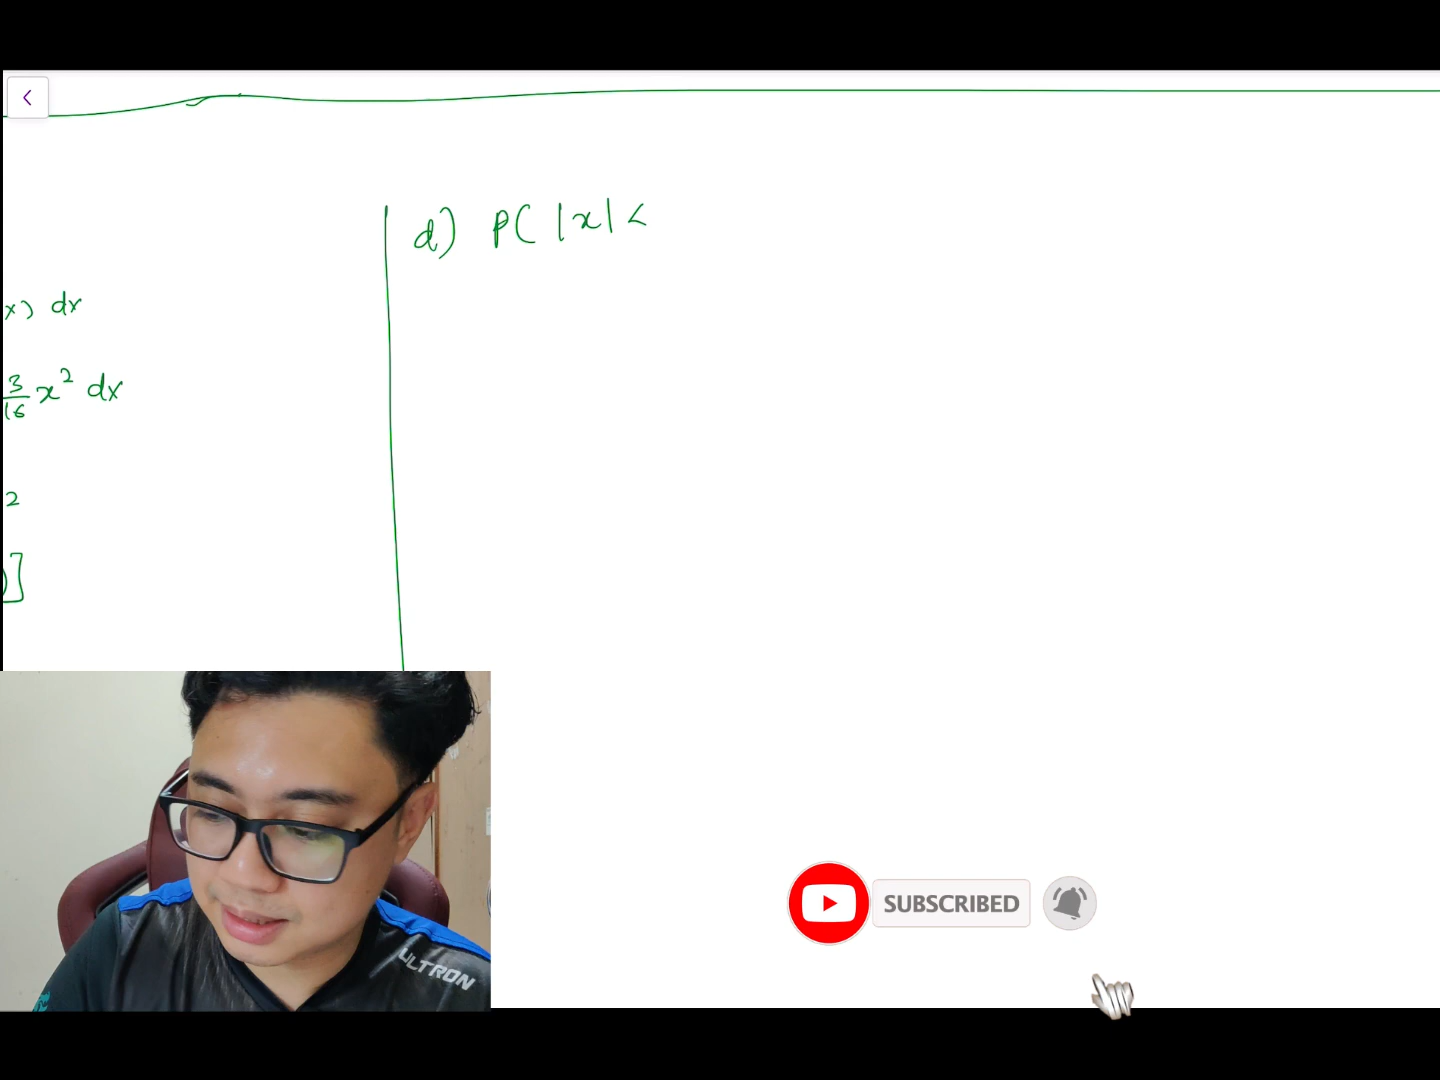 d) P( |x| <
x) dx
3/16 x² dx
2
)]
ULTRON
SUBSCRIBED